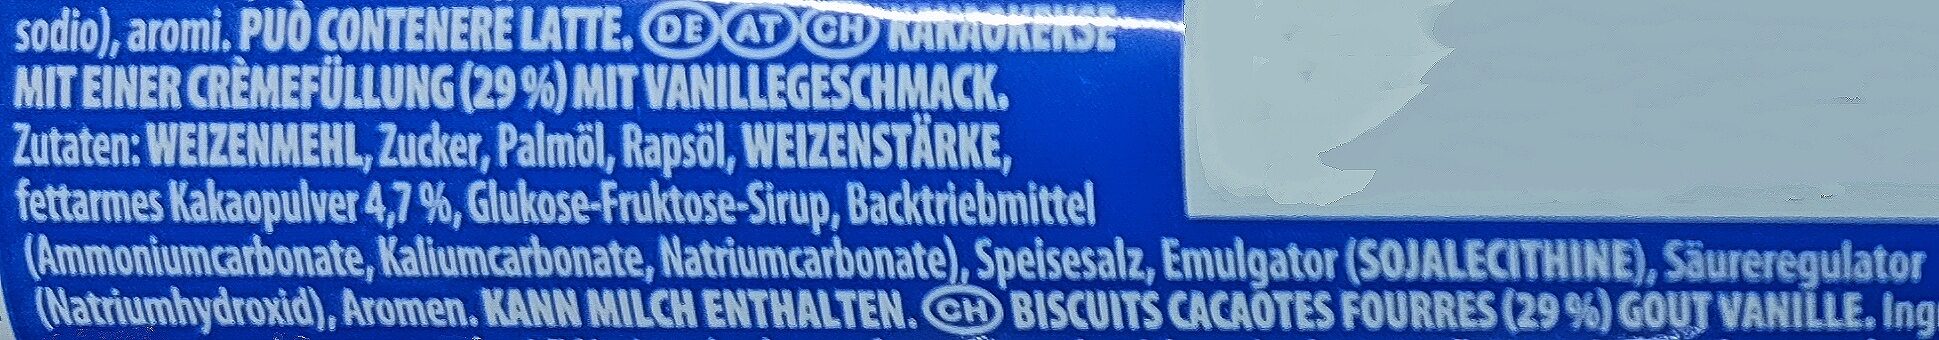 sodio), aromi. PUÒ CONTENERE LATTE. DE AT CH KAKAOKEKSE
MIT EINER CRÈMEFÜLLUNG (29 %) MIT VANILLEGESCHMACK.
Zutaten: WEIZENMEHL, Zucker, Palmöl, Rapsöl, WEIZENSTÄRKE,
fettarmes Kakaopulver 4,7 %, Glukose-Fruktose-Sirup, Backtriebmittel
(Ammoniumcarbonate, Kaliumcarbonate, Natriumcarbonate), Speisesalz, Emulgator (SOJALECITHINE), Säureregulator
(Natriumhydroxid), Aromen. KANN MILCH ENTHALTEN. CH BISCUITS CACAOTES FOURRES (29 %) GOUT VANILLE. Ing